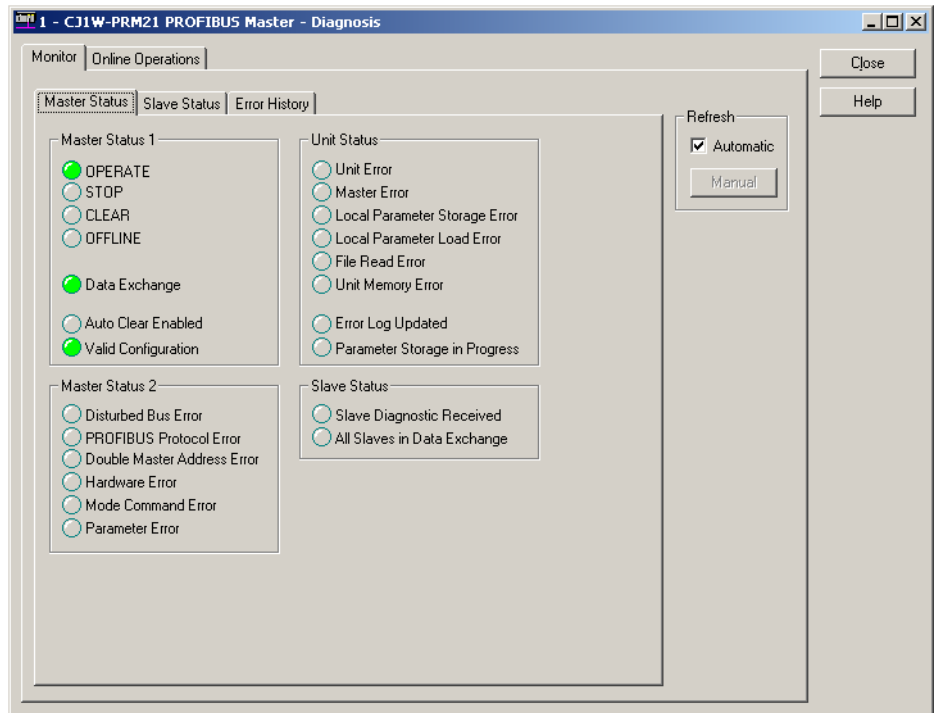 1 - CJ1W-PRM21 PROFIBUS Master - Diagnosis
Monitor
Online Operations
Close
Help
Master Status
Slave Status
Error History
Refresh
Automatic
Manual
Master Status 1
OPERATE
STOP
CLEAR
OFFLINE
Data Exchange
Auto Clear Enabled
Valid Configuration
Unit Status
Unit Error
Master Error
Local Parameter Storage Error
Local Parameter Load Error
File Read Error
Unit Memory Error
Error Log Updated
Parameter Storage in Progress
Master Status 2
Disturbed Bus Error
PROFIBUS Protocol Error
Double Master Address Error
Hardware Error
Mode Command Error
Parameter Error
Slave Status
Slave Diagnostic Received
All Slaves in Data Exchange